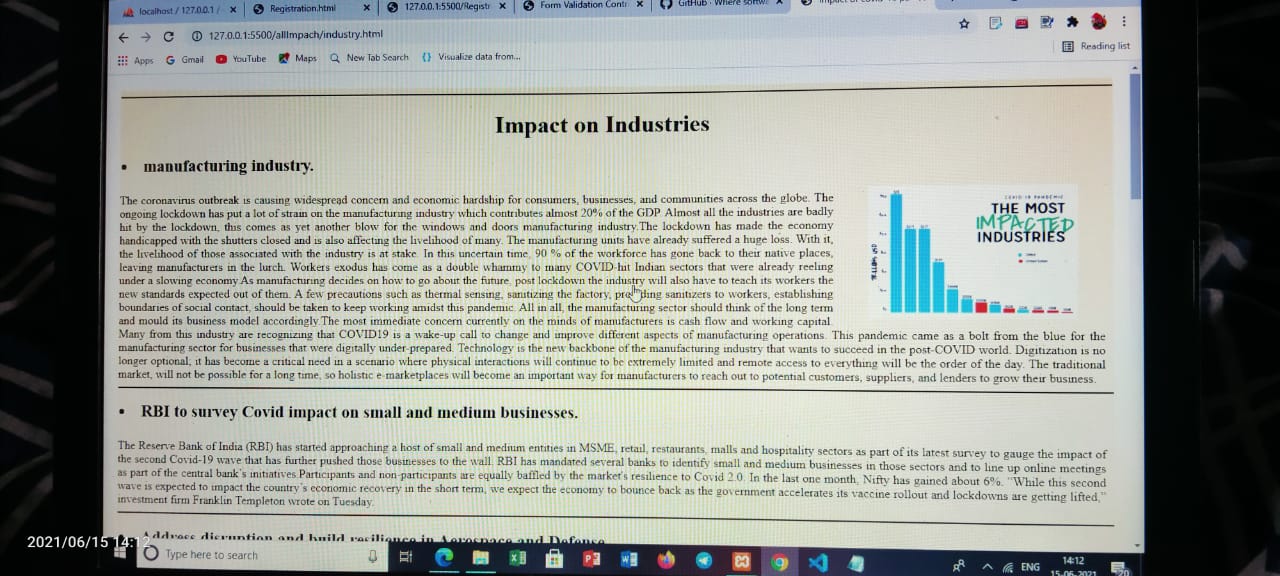 localhost / 127.0.0.1 /
Registration.html
127.0.0.1:5500/Registr
Form Validation Contr
GitHub · Where softw
127.0.0.1:5500/allImpach/industry.html
Apps
Gmail
YouTube
Maps
New Tab Search
{} Visualize data from...
Reading list
Impact on Industries
• manufacturing industry.
The coronavirus outbreak is causing widespread concern and economic hardship for consumers, businesses, and communities across the globe. The
ongoing lockdown has put a lot of strain on the manufacturing industry which contributes almost 20% of the GDP. Almost all the industries are badly
hit by the lockdown, this comes as yet another blow for the windows and doors manufacturing industry.The lockdown has made the economy
handicapped with the shutters closed and is also affecting the livelihood of many. The manufacturing units have already suffered a huge loss. With it,
the livelihood of those associated with the industry is at stake. In this uncertain time, 90 % of the workforce has gone back to their native places,
leaving manufacturers in the lurch. Workers exodus has come as a double whammy to many COVID-hit Indian sectors that were already reeling
under a slowing economy.As manufacturing decides on how to go about the future, post lockdown the industry will also have to teach its workers the
new standards expected out of them. A few precautions such as thermal sensing, sanitizing the factory, providing sanitizers to workers, establishing
boundaries of social contact, should be taken to keep working amidst this pandemic. All in all, the manufacturing sector should think of the long term
and mould its business model accordingly.The most immediate concern currently on the minds of manufacturers is cash flow and working capital.
Many from this industry are recognizing that COVID19 is a wake-up call to change and improve different aspects of manufacturing operations. This pandemic came as a bolt from the blue for the
manufacturing sector for businesses that were digitally under-prepared. Technology is the new backbone of the manufacturing industry that wants to succeed in the post-COVID world. Digitization is no
longer optional; it has become a critical need in a scenario where physical interactions will continue to be extremely limited and remote access to everything will be the order of the day. The traditional
market, will not be possible for a long time, so holistic e-marketplaces will become an important way for manufacturers to reach out to potential customers, suppliers, and lenders to grow their business.
COVID 19 PANDEMIC
THE MOST
IMPACTED
INDUSTRIES
• RBI to survey Covid impact on small and medium businesses.
The Reserve Bank of India (RBI) has started approaching a host of small and medium entities in MSME, retail, restaurants, malls and hospitality sectors as part of its latest survey to gauge the impact of
the second Covid-19 wave that has further pushed those businesses to the wall. RBI has mandated several banks to identify small and medium businesses in those sectors and to line up online meetings
as part of the central bank's initiatives.Participants and non-participants are equally baffled by the market's resilience to Covid 2.0. In the last one month, Nifty has gained about 6%. "While this second
wave is expected to impact the country's economic recovery in the short term, we expect the economy to bounce back as the government accelerates its vaccine rollout and lockdowns are getting lifted,"
investment firm Franklin Templeton wrote on Tuesday.
Address disruption and build resilience in Aerospace and Defense
2021/06/15 14:12
Type here to search
ENG
14:12
15-06-2021
20